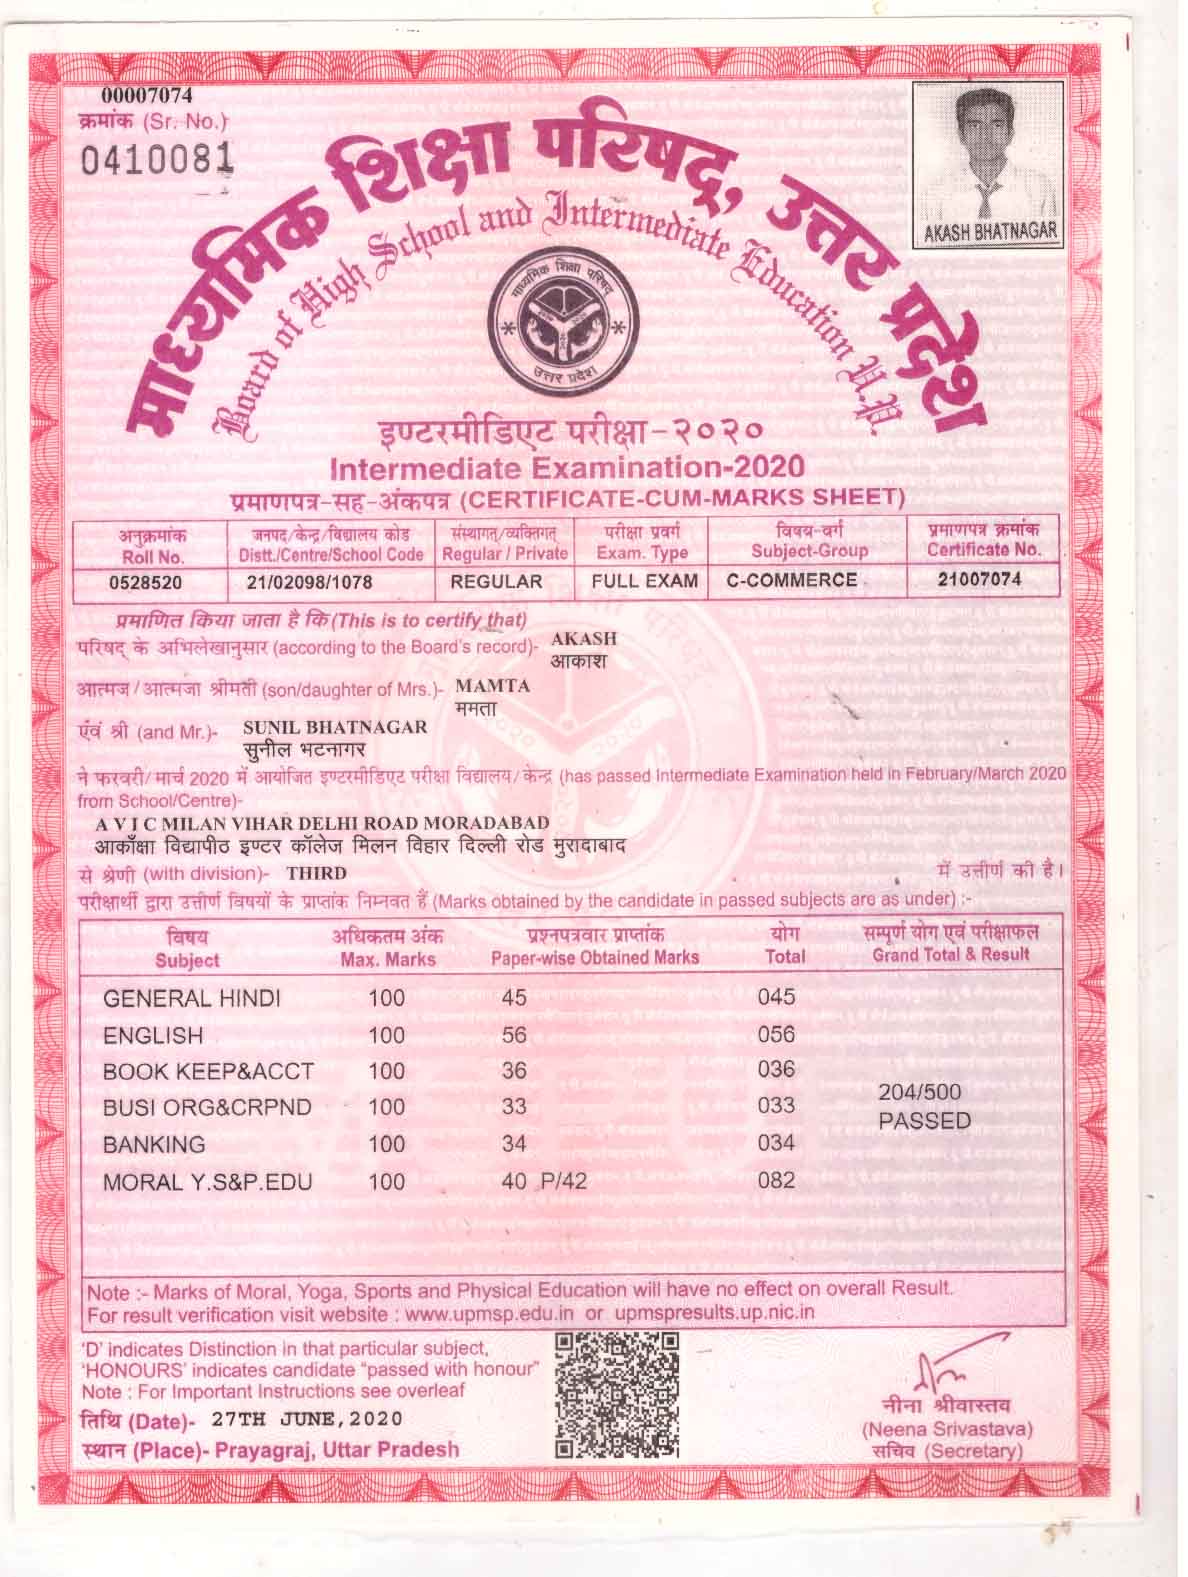 00007074
क्रमांक (Sr. No.)
0410081
AKASH BHATNAGAR
माध्यमिक शिक्षा परिषद्, उत्तर प्रदेश
Board of High School and Intermediate Education U.P.
माध्यमिक शिक्षा परिषद्
उत्तर प्रदेश
इण्टरमीडिएट परीक्षा-२०२०
Intermediate Examination-2020
प्रमाणपत्र-सह-अंकपत्र (CERTIFICATE-CUM-MARKS SHEET)
अनुक्रमांक जनपद/केन्द्र/विद्यालय कोड संस्थागत्/व्यक्तिगत् परीक्षा प्रवर्ग विषय-वर्ग प्रमाणपत्र क्रमांक
Roll No. Distt./Centre/School Code Regular / Private Exam. Type Subject-Group Certificate No.
0528520 21/02098/1078 REGULAR FULL EXAM C-COMMERCE 21007074
प्रमाणित किया जाता है कि (This is to certify that)
परिषद् के अभिलेखानुसार (according to the Board's record)- AKASH
आकाश
आत्मज/आत्मजा श्रीमती (son/daughter of Mrs.)- MAMTA
ममता
एंवं श्री (and Mr.)- SUNIL BHATNAGAR
सुनील भटनागर
ने फरवरी/मार्च 2020 में आयोजित इण्टरमीडिएट परीक्षा विद्यालय/केन्द्र (has passed Intermediate Examination held in February/March 2020
from School/Centre)-
A V I C MILAN VIHAR DELHI ROAD MORADABAD
आकाँक्षा विद्यापीठ इण्टर कॉलेज मिलन विहार दिल्ली रोड मुरादाबाद
से श्रेणी (with division)- THIRD में उत्तीर्ण की है।
परीक्षार्थी द्वारा उत्तीर्ण विषयों के प्राप्तांक निम्नवत हैं (Marks obtained by the candidate in passed subjects are as under) :-
विषय अधिकतम अंक प्रश्नपत्रवार प्राप्तांक योग सम्पूर्ण योग एवं परीक्षाफल
Subject Max. Marks Paper-wise Obtained Marks Total Grand Total & Result
GENERAL HINDI 100 45 045
ENGLISH 100 56 056
BOOK KEEP&ACCT 100 36 036
204/500
BUSI ORG&CRPND 100 33 033
PASSED
BANKING 100 34 034
MORAL Y.S&P.EDU 100 40 P/42 082
Note :- Marks of Moral, Yoga, Sports and Physical Education will have no effect on overall Result.
For result verification visit website : www.upmsp.edu.in or upmspresults.up.nic.in
'D' indicates Distinction in that particular subject,
'HONOURS' indicates candidate "passed with honour"
Note : For Important Instructions see overleaf
तिथि (Date)- 27TH JUNE,2020
स्थान (Place)- Prayagraj, Uttar Pradesh
नीना श्रीवास्तव
(Neena Srivastava)
सचिव (Secretary)